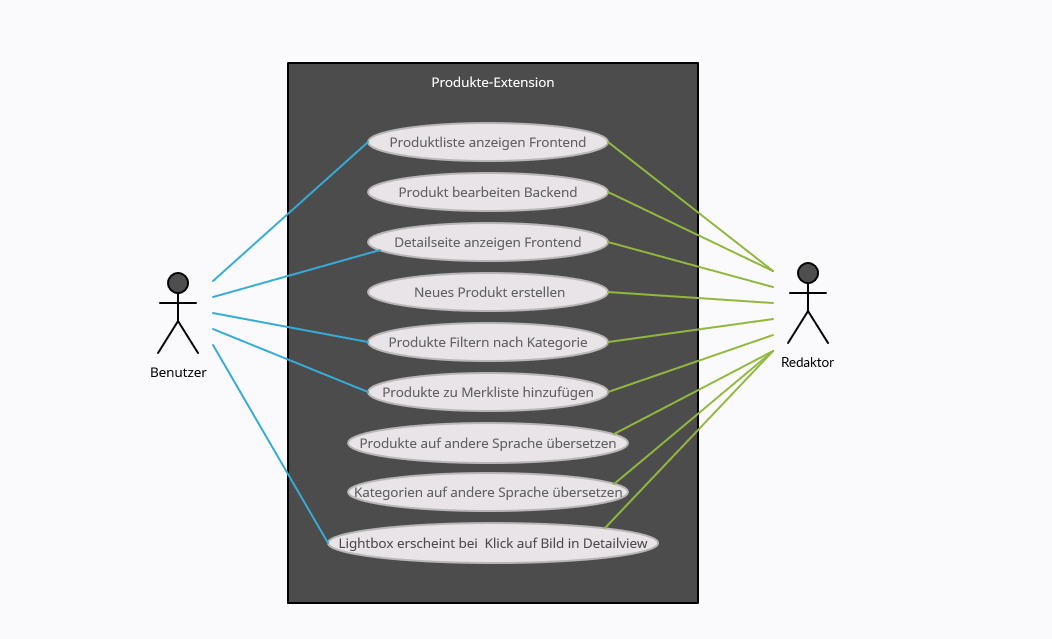 Produkte-Extension
Produktliste anzeigen Frontend
Produkt bearbeiten Backend
Detailseite anzeigen Frontend
Neues Produkt erstellen
Produkte Filtern nach Kategorie
Produkte zu Merkliste hinzufügen
Produkte auf andere Sprache übersetzen
Kategorien auf andere Sprache übersetzen
Lightbox erscheint bei  Klick auf Bild in Detailview
Benutzer
Redaktor